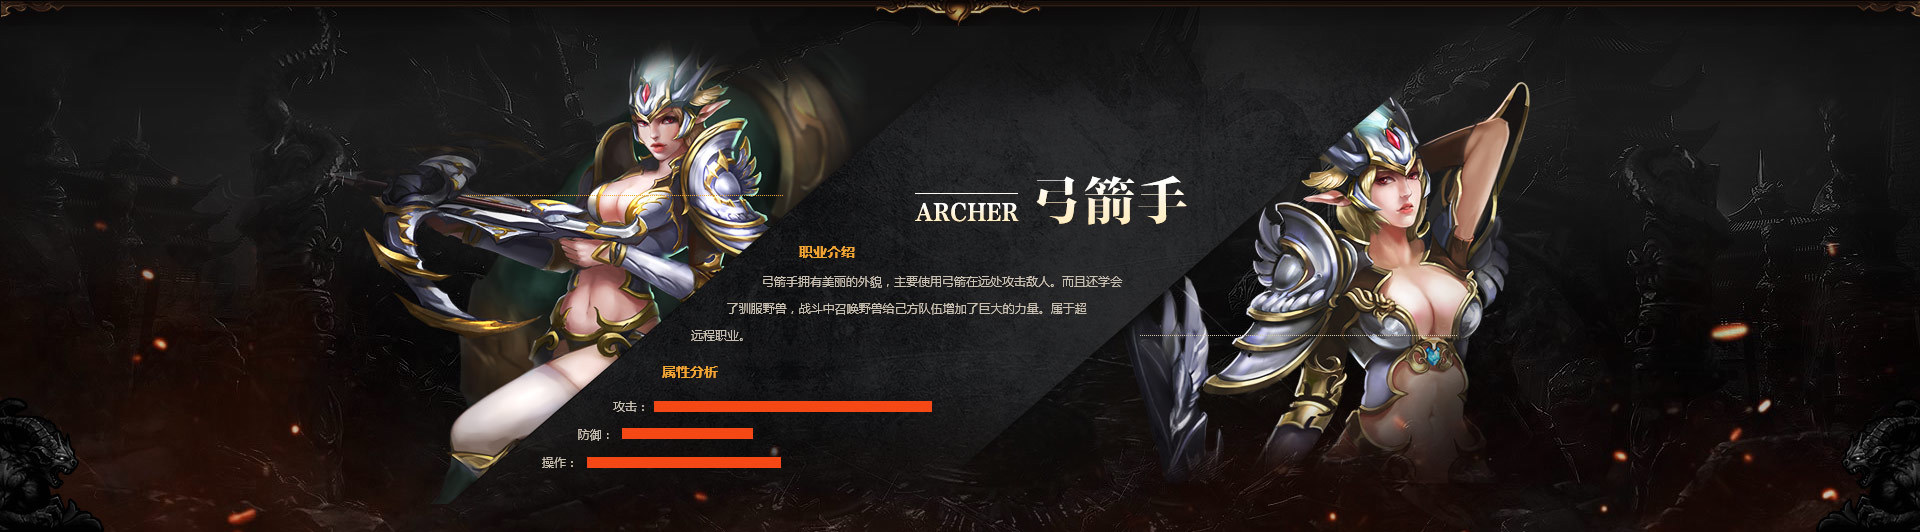 ARCHER 弓箭手
职业介绍
弓箭手拥有美丽的外貌，主要使用弓箭在远处攻击敌人。而且还学会
了驯服野兽，战斗中召唤野兽给己方队伍增加了巨大的力量。属于超
远程职业。
属性分析
攻击：
防御：
操作：